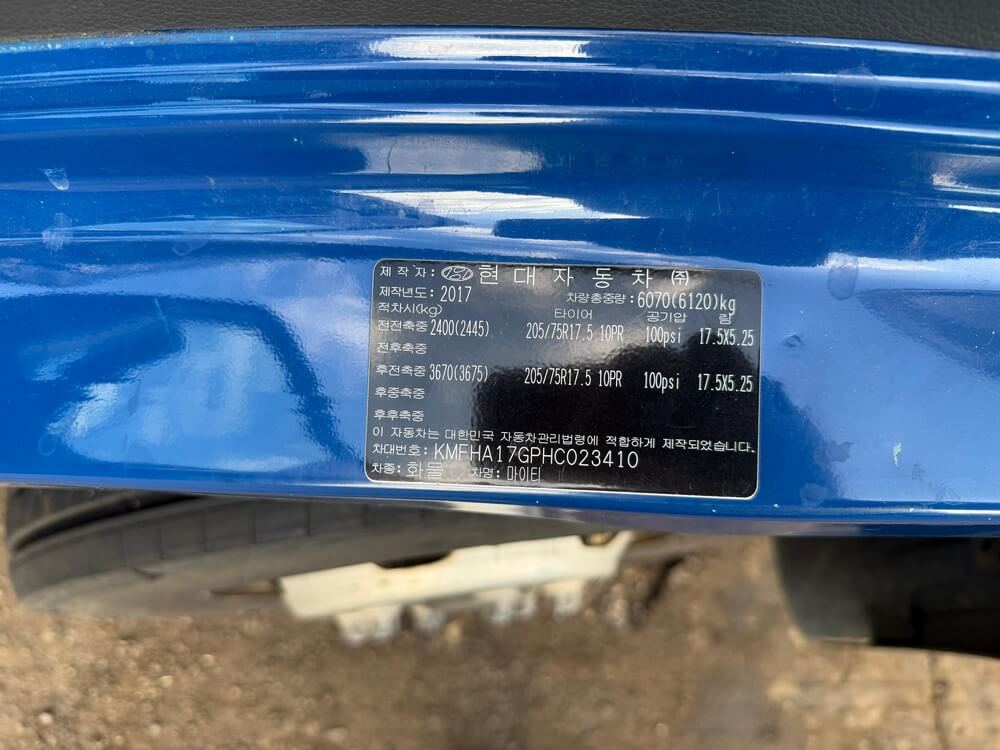 제 작 자 : 현 대 자 동 차 ㈜
제작년도: 2017 차량총중량: 6070(6120)kg
적차시(kg) 타이어 공기압 람
전전축중 2400(2445) 205/75R17.5 10PR 100psi 17.5X5.25
전후축중
후전축중 3670(3675) 205/75R17.5 10PR 100psi 17.5X5.25
후중축중
후후축중
이 자동차는 대한민국 자동차관리법령에 적합하게 제작되었습니다.
차대번호: KMFHA17GPHC023410
차종: 화물 차명: 마이티